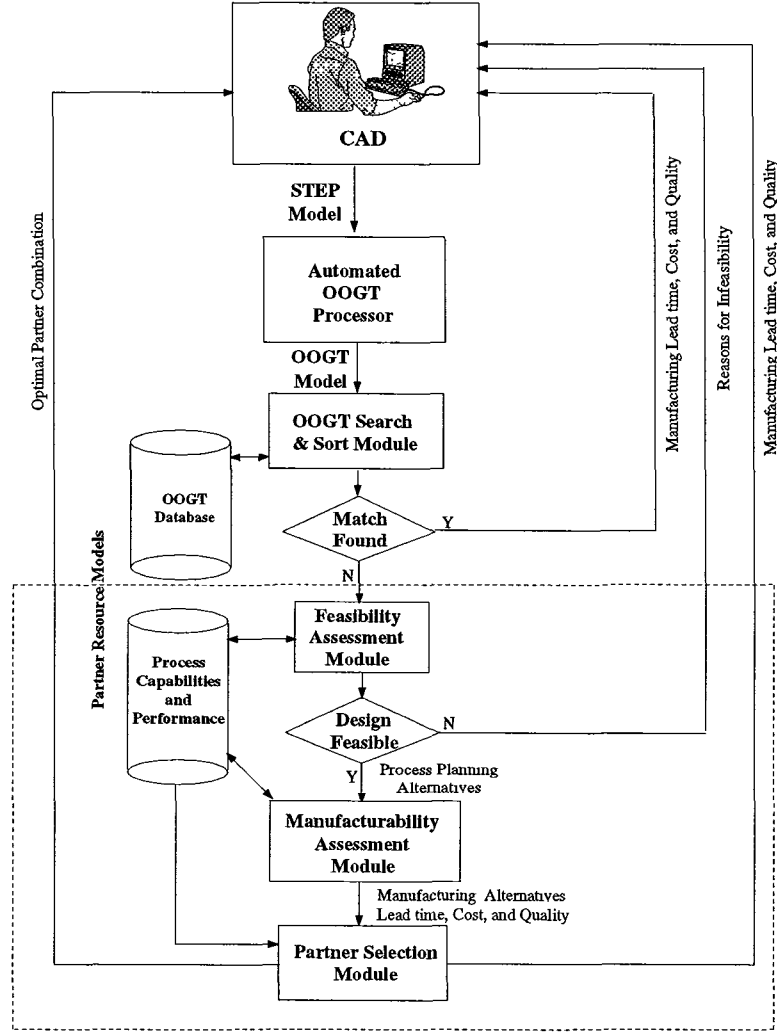 CAD
STEP
Model
Automated
OOGT
Processor
OOGT
Model
OOGT Search
& Sort Module
OOGT
Database
Match
Found
Y
N
Optimal Partner Combination
Manufacturing Lead time, Cost, and Quality
Reasons for Infeasibility
Manufacturing Lead time, Cost, and Quality
Partner Resource Models
Feasibility
Assessment
Module
Process
Capabilities
and
Performance
Design
Feasible
N
Y
Process Planning
Alternatives
Manufacturability
Assessment
Module
Manufacturing Alternatives
Lead time, Cost, and Quality
Partner Selection
Module